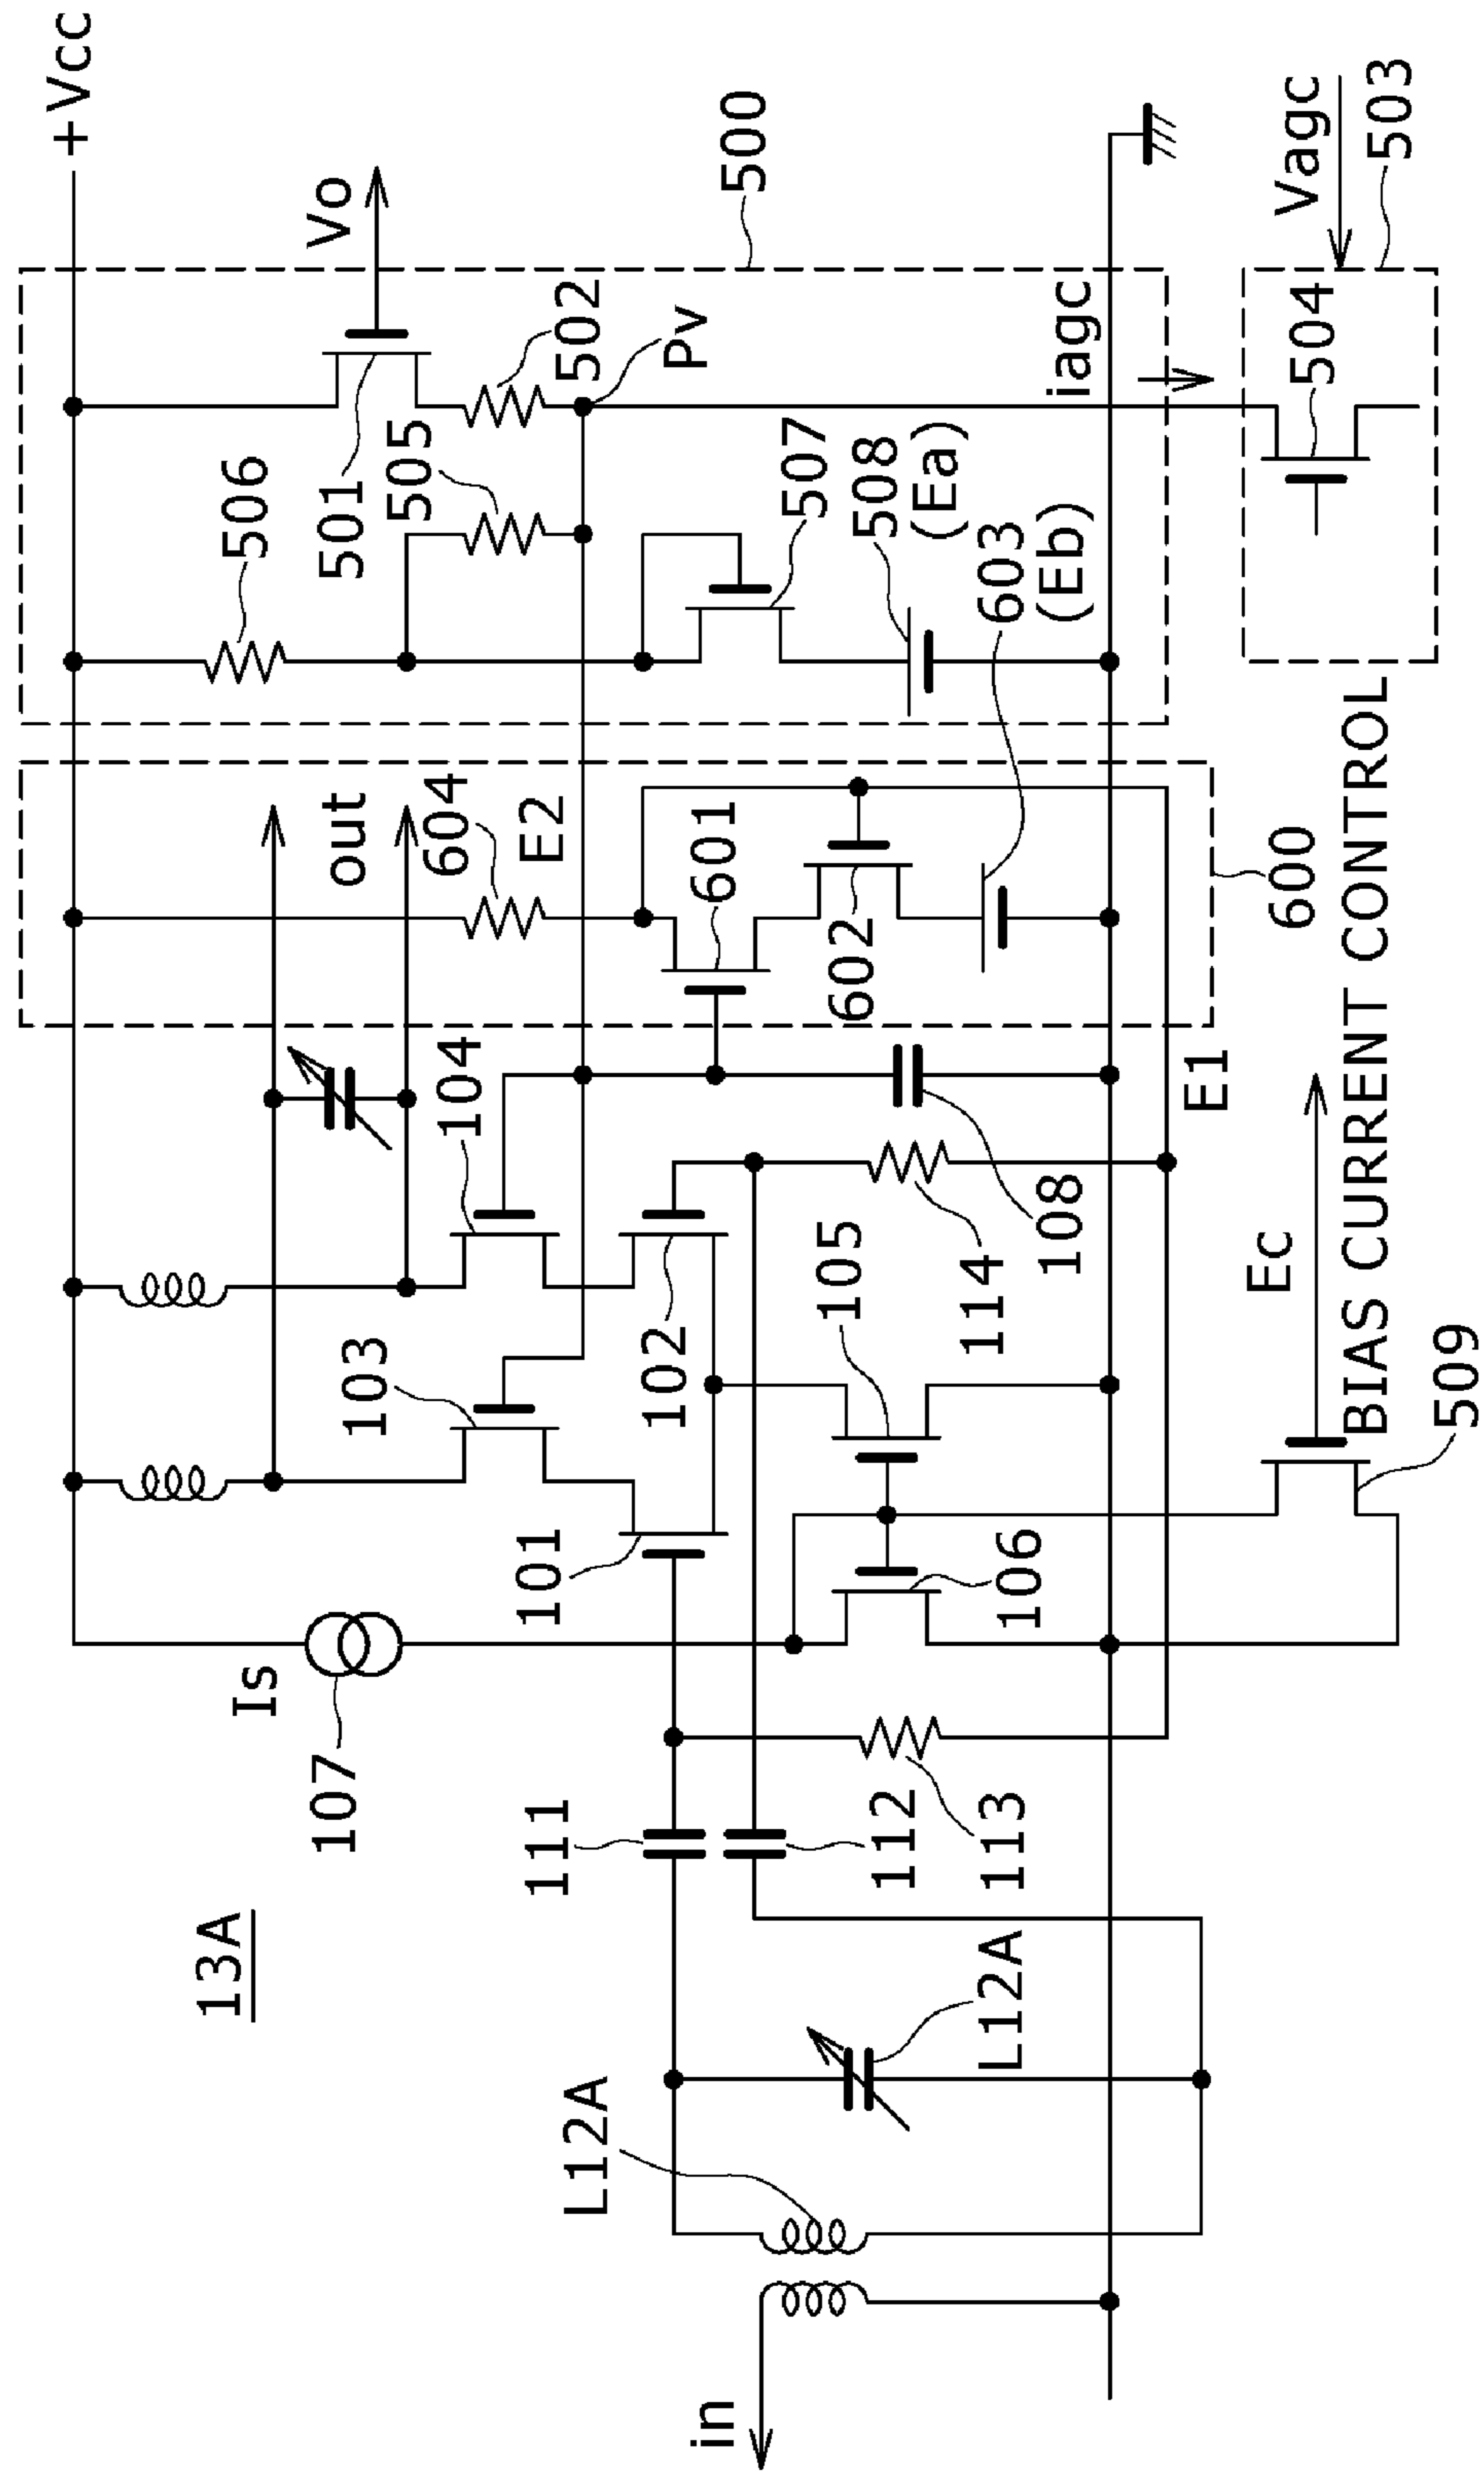 13A
+Vcc
Is
107
506
501
Vo
505
502
500
Pv
out
604
E2
103
104
101
102
601
507
508
(Ea)
603
(Eb)
iagc
Vagc
503
504
602
600
105
106
114
108
E1
111
112
113
L12A
L12A
in
Ec
BIAS CURRENT CONTROL
509